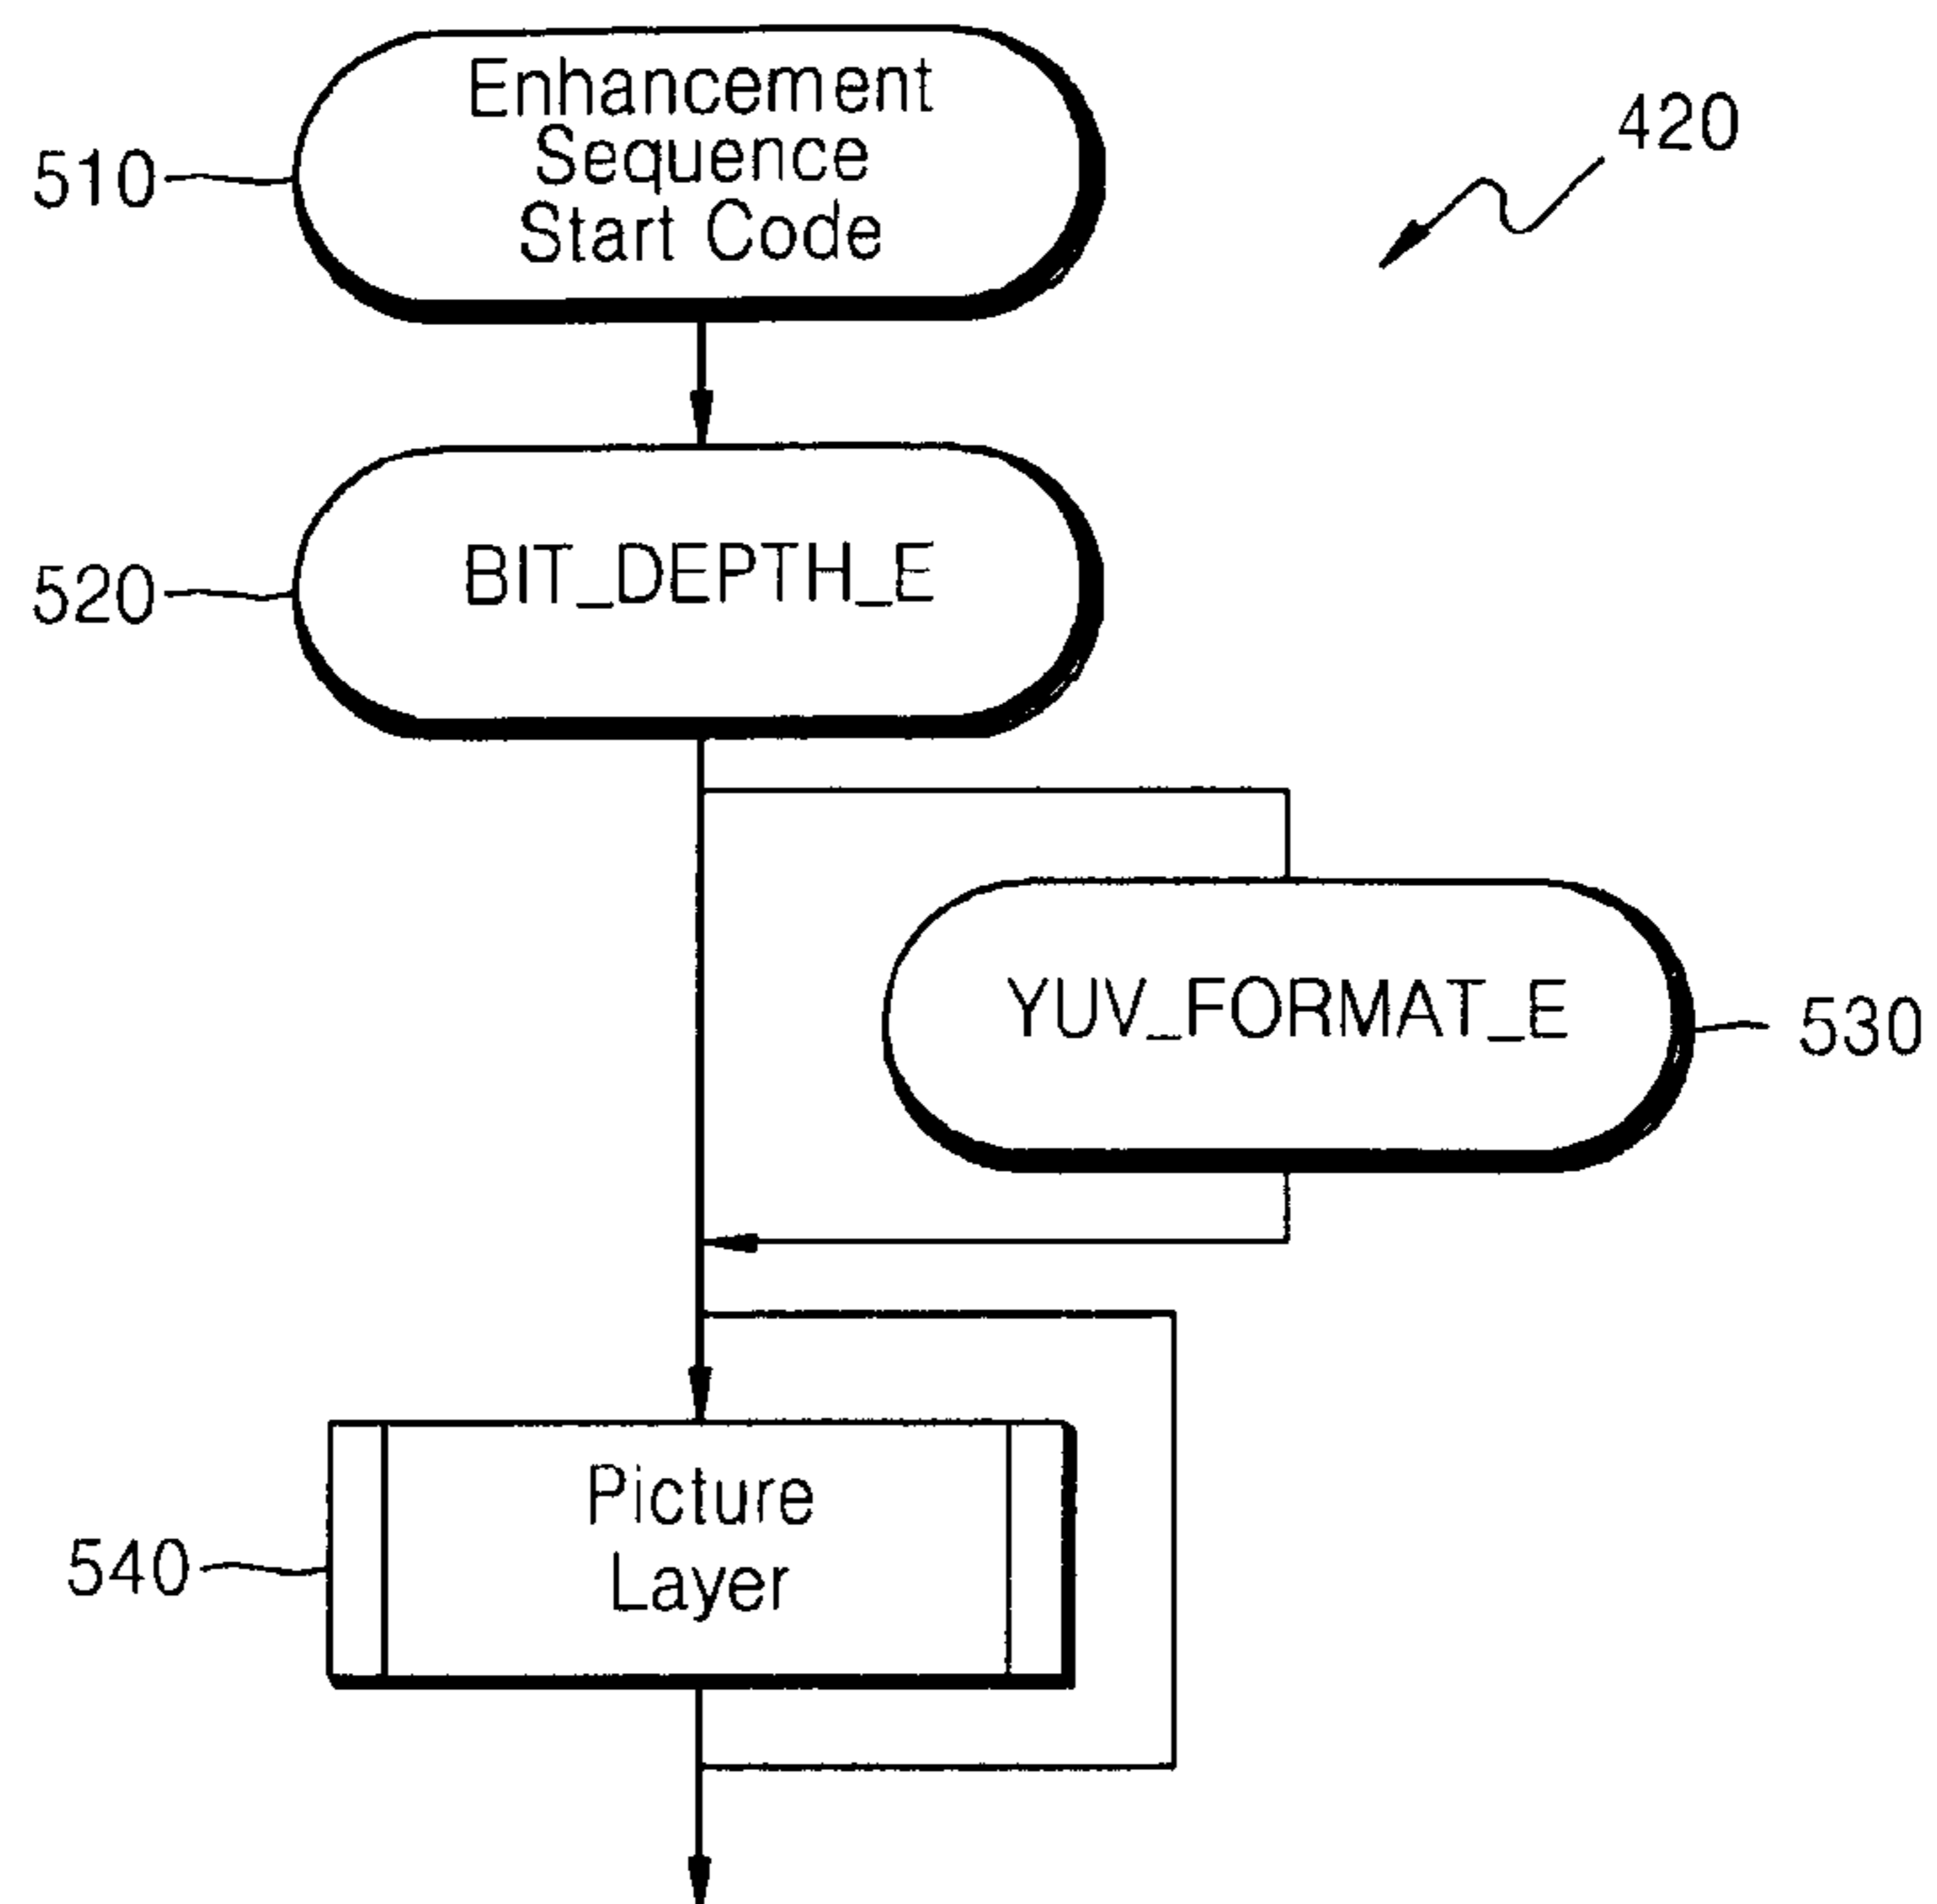 Enhancement
Sequence
Start Code
510
420
BIT_DEPTH_E
520
YUV_FORMAT_E
530
Picture
Layer
540